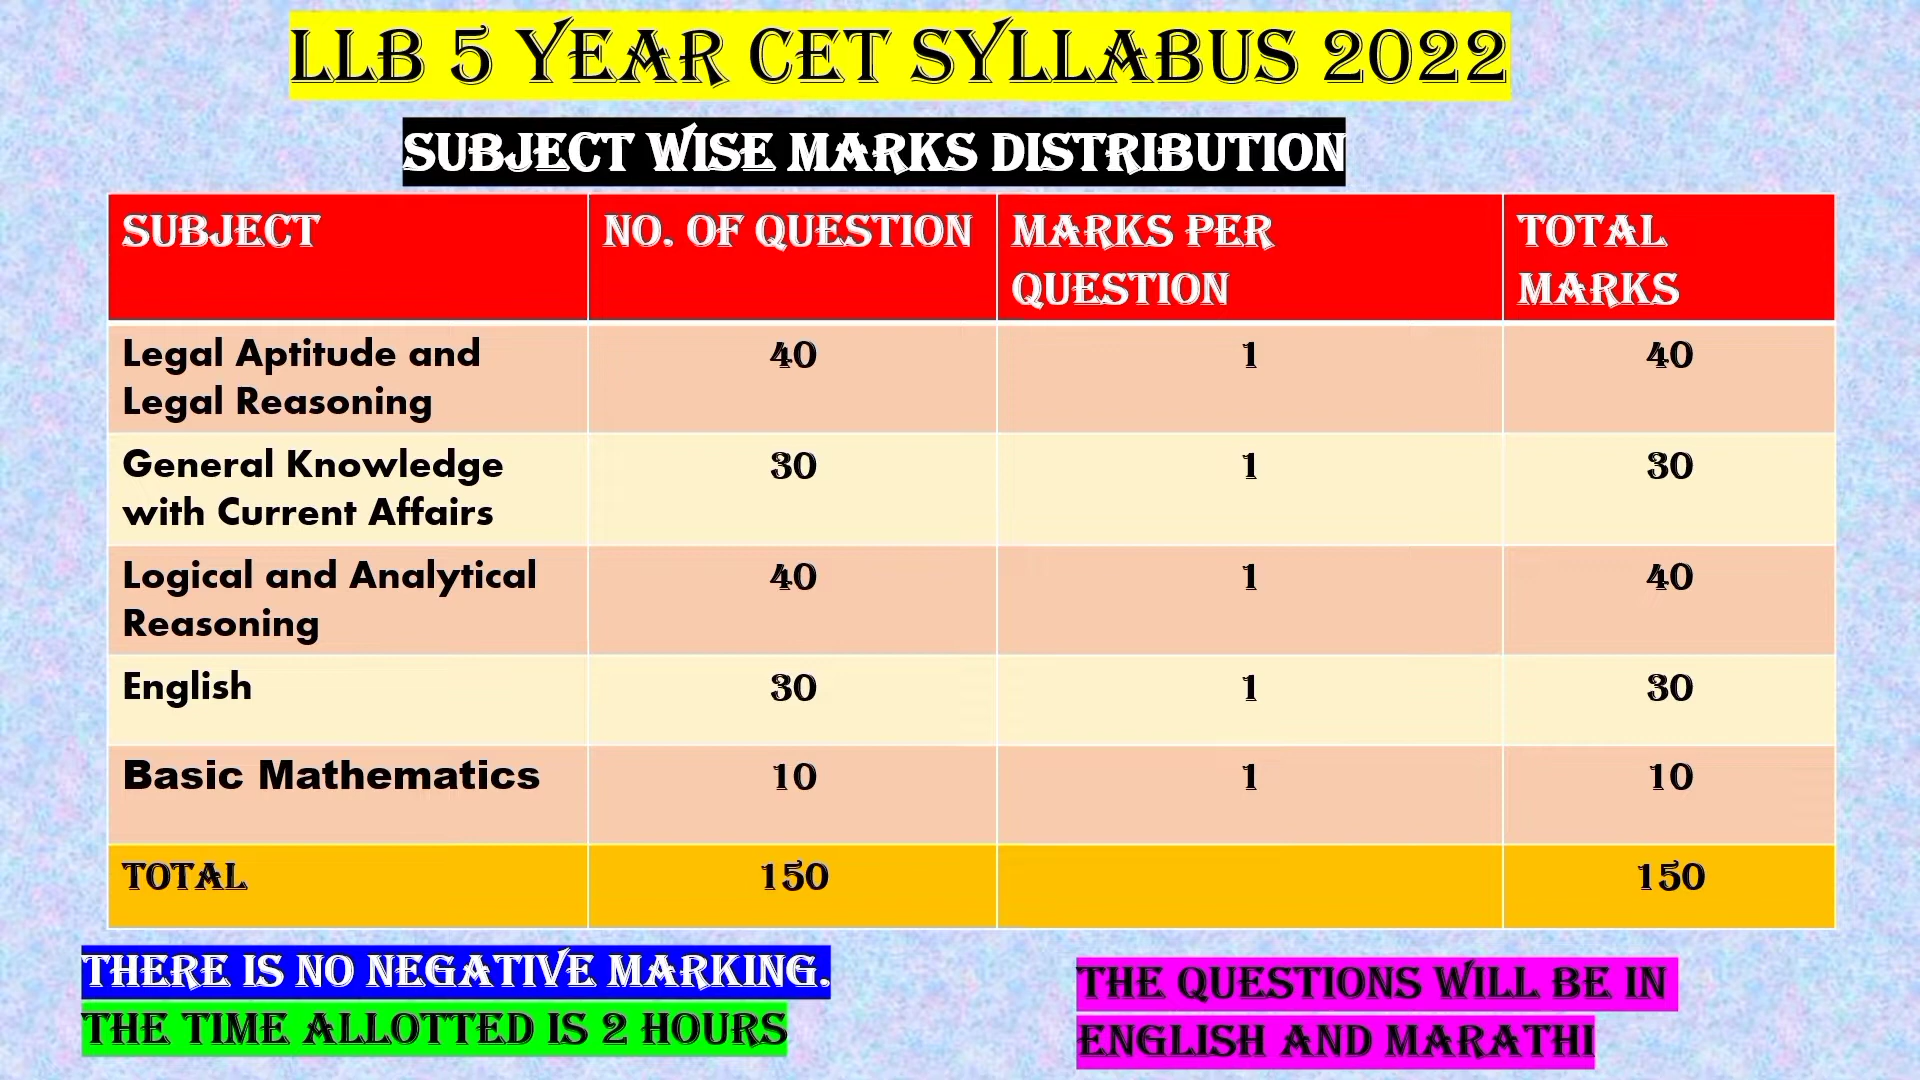 LLB 5 YEAR CET SYLLABUS 2022
SUBJECT WISE MARKS DISTRIBUTION
SUBJECT NO. OF QUESTION MARKS PER QUESTION TOTAL MARKS
Legal Aptitude and Legal Reasoning 40 1 40
General Knowledge with Current Affairs 30 1 30
Logical and Analytical Reasoning 40 1 40
English 30 1 30
Basic Mathematics 10 1 10
TOTAL 150 150
THERE IS NO NEGATIVE MARKING.
THE TIME ALLOTTED IS 2 HOURS
THE QUESTIONS WILL BE IN
ENGLISH AND MARATHI